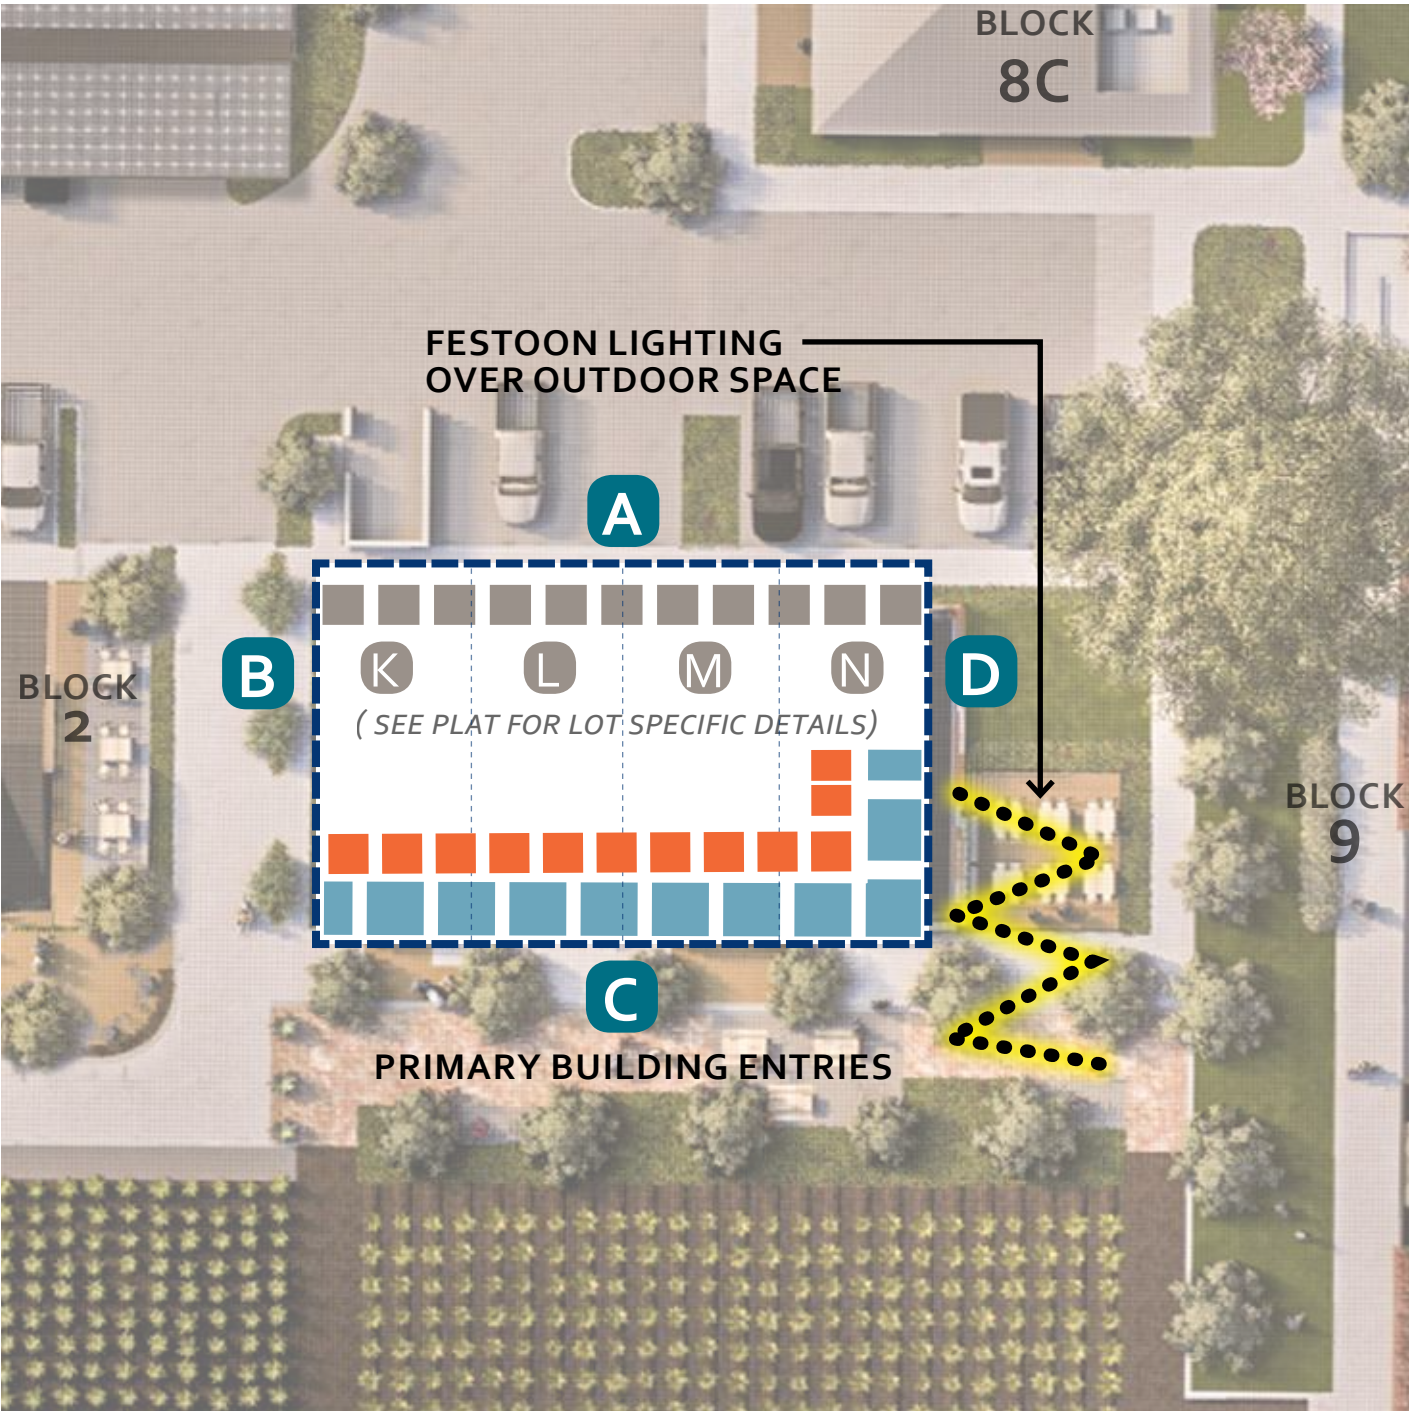 BLOCK
8C
FESTOON LIGHTING
OVER OUTDOOR SPACE
A
B
D
K L M N
( SEE PLAT FOR LOT SPECIFIC DETAILS)
BLOCK
2
BLOCK
9
C
PRIMARY BUILDING ENTRIES